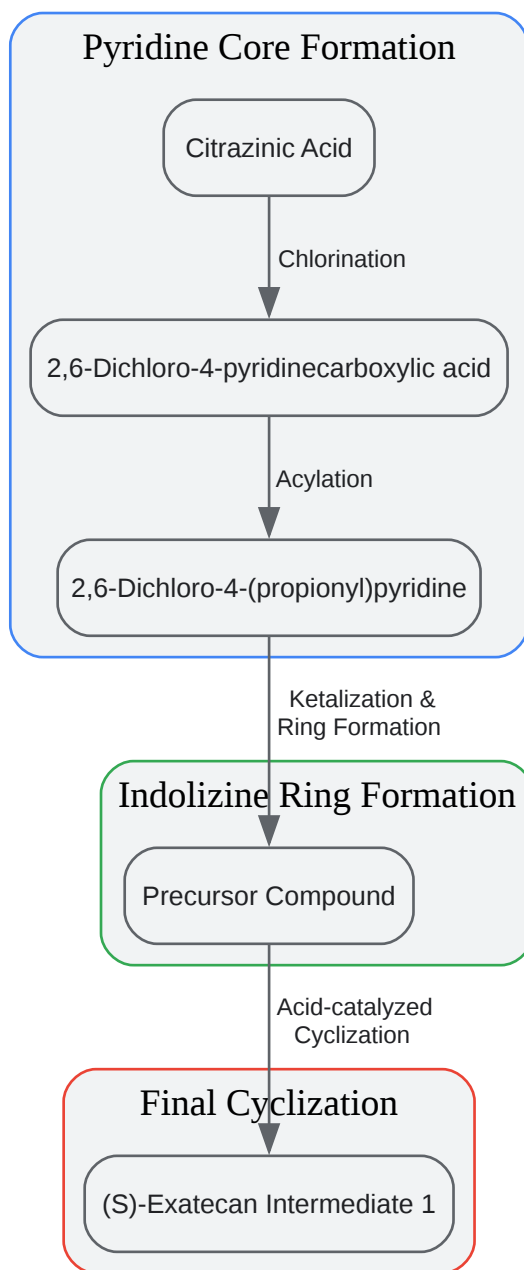 Pyridine Core Formation
Citrazinic Acid
Chlorination
2,6-Dichloro-4-pyridinecarboxylic acid
Acylation
2,6-Dichloro-4-(propionyl)pyridine
Ketalization &
Ring Formation
Indolizine Ring Formation
Precursor Compound
Acid-catalyzed
Cyclization
Final Cyclization
(S)-Exatecan Intermediate 1